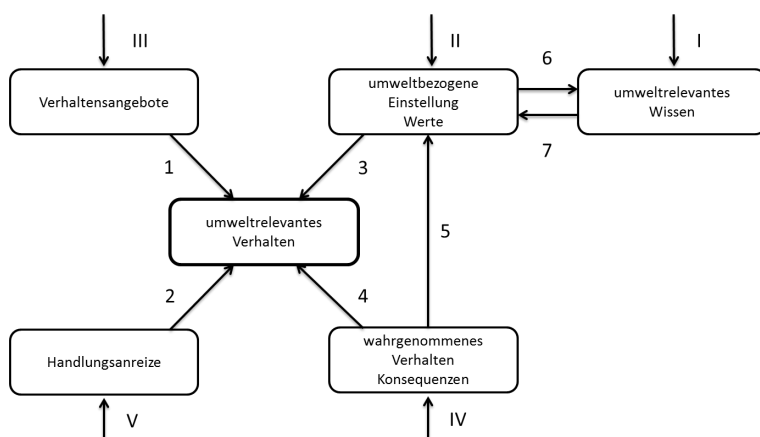 III
II
I
Verhaltensangebote
umweltbezogene
Einstellung
Werte
6
7
umweltrelevantes
Wissen
1
3
umweltrelevantes
Verhalten
5
2
4
Handlungsanreize
wahrgenommenes
Verhalten
Konsequenzen
V
IV